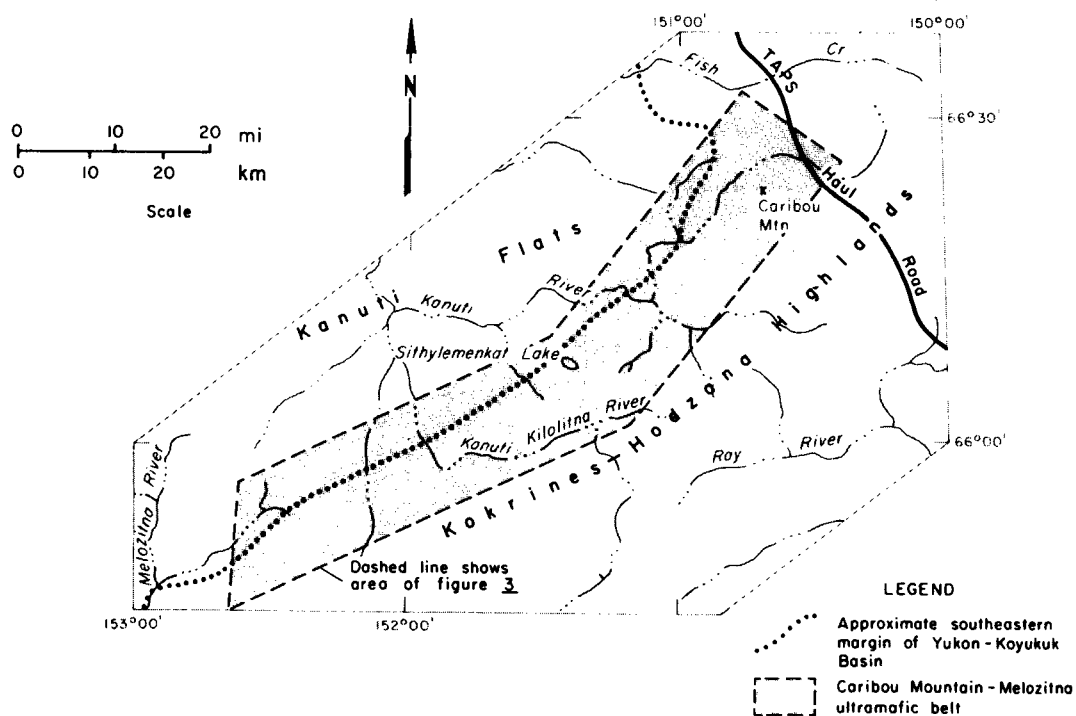 151°00'
150°00'
Fish Cr
TAPS
N
0 10 20 mi
0 10 20 km
Scale
66°30'
Haul
Caribou
Mtn
Road
Flats
Kanuti
River
Kanuti
Highlands
Sithylemenkat Lake
Kanuti Kilolitna River
66°00'
Ray River
Kokrines-Hodzana
Melozitna River
Dashed line shows
area of figure 3
153°00'
152°00'
LEGEND
Approximate southeastern
margin of Yukon-Koyukuk
Basin
Caribou Mountain-Melozitna
ultramafic belt